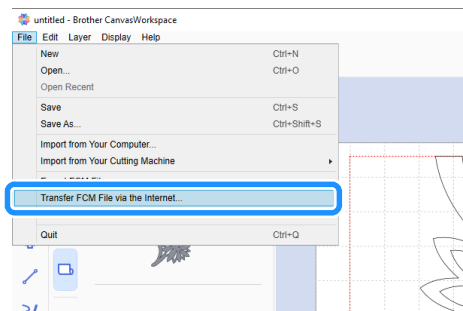 untitled - Brother CanvasWorkspace
File Edit Layer Display Help
New Ctrl+N
Open... Ctrl+O
Open Recent
Save Ctrl+S
Save As... Ctrl+Shift+S
Import from Your Computer...
Import from Your Cutting Machine
Transfer FCM File via the Internet...
Quit Ctrl+Q